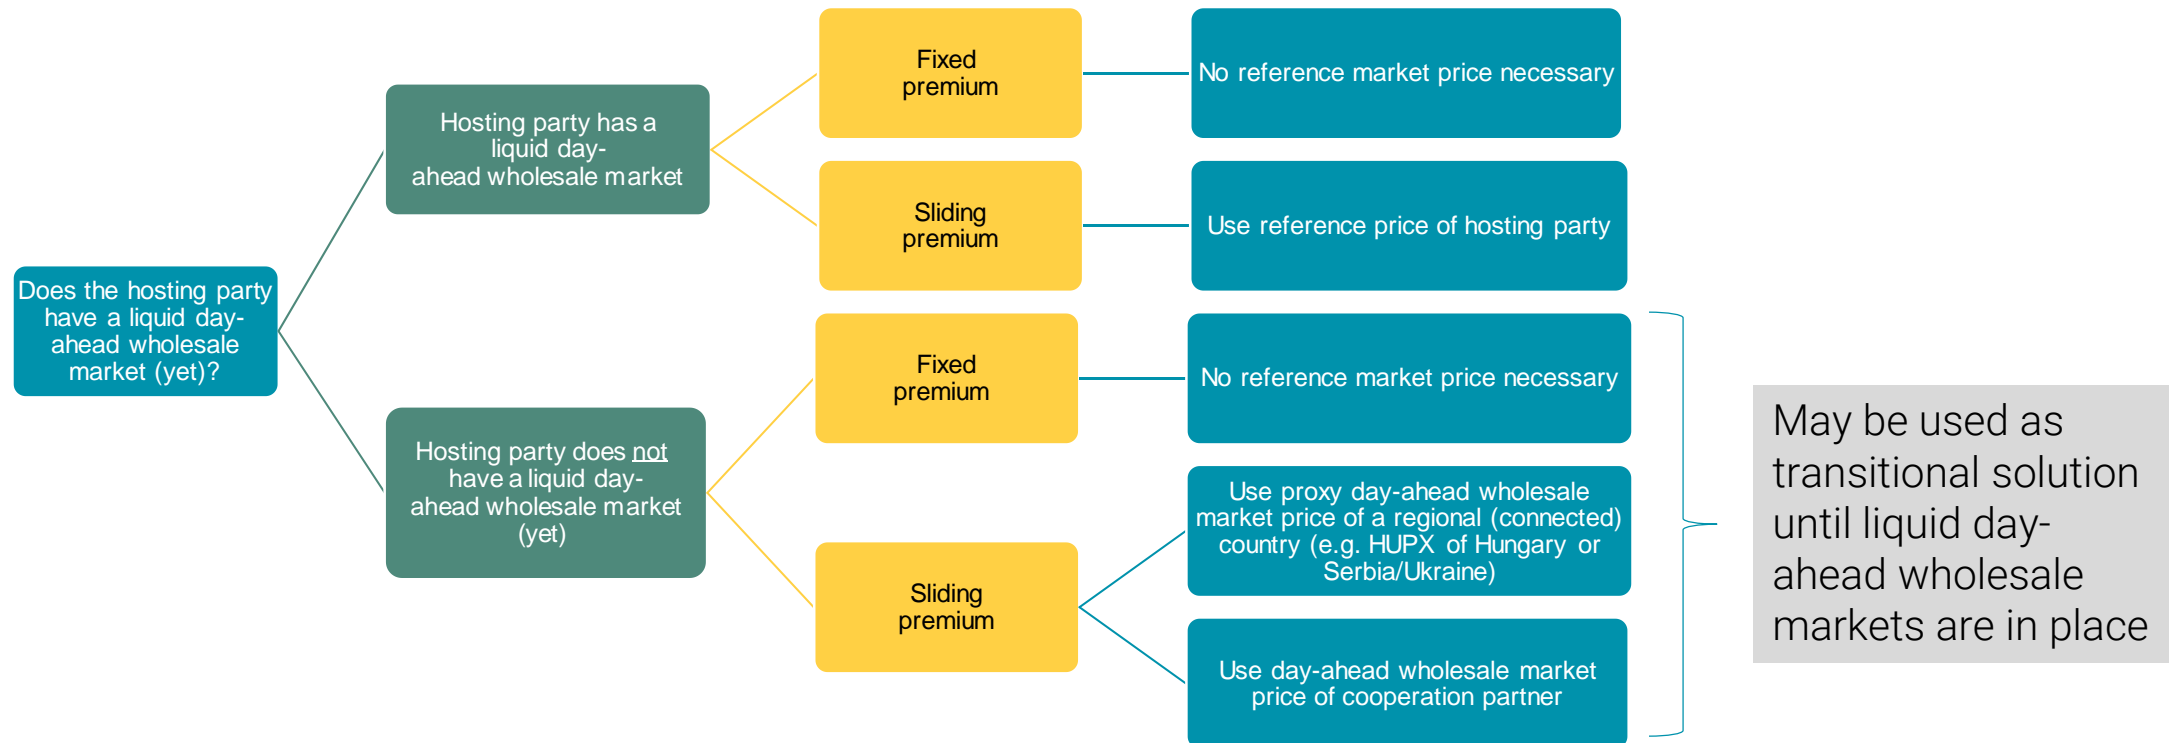 Does the hosting party
have a liquid day-
ahead wholesale
market (yet)?
Hosting party has a
liquid day-
ahead wholesale market
Fixed
premium
No reference market price necessary
Sliding
premium
Use reference price of hosting party
Hosting party does not
have a liquid day-
ahead wholesale market
(yet)
Fixed
premium
No reference market price necessary
Sliding
premium
Use proxy day-ahead wholesale
market price of a regional (connected)
country (e.g. HUPX of Hungary or
Serbia/Ukraine)
Use day-ahead wholesale market
price of cooperation partner
May be used as
transitional solution
until liquid day-
ahead wholesale
markets are in place